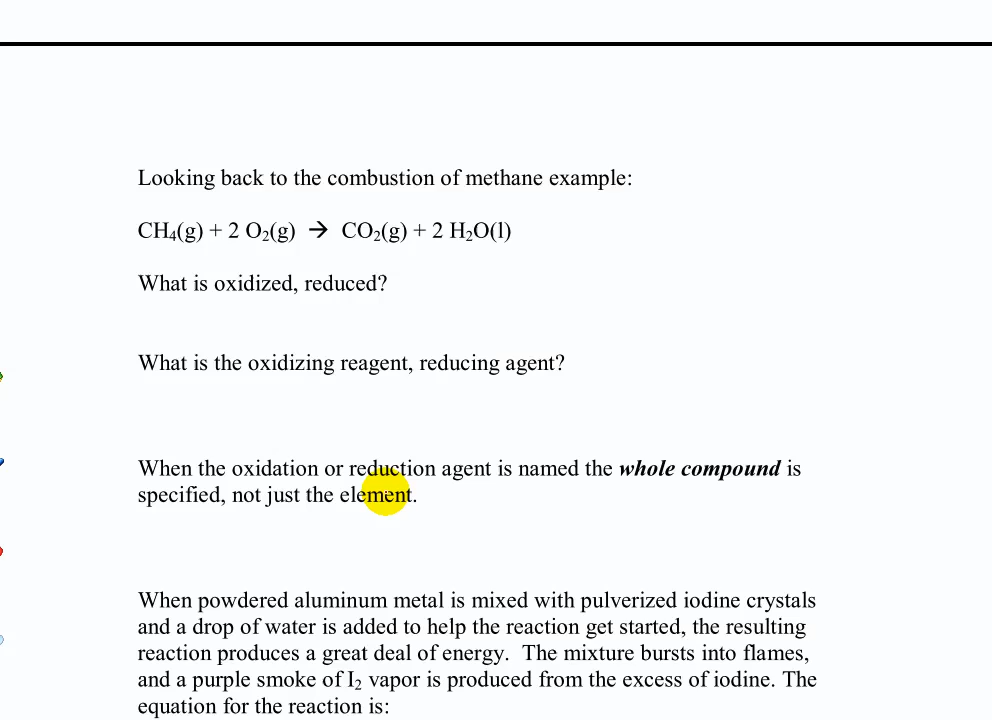 Looking back to the combustion of methane example:
CH₄(g) + 2 O₂(g) → CO₂(g) + 2 H₂O(l)
What is oxidized, reduced?
What is the oxidizing reagent, reducing agent?
When the oxidation or reduction agent is named the whole compound is
specified, not just the element.
When powdered aluminum metal is mixed with pulverized iodine crystals
and a drop of water is added to help the reaction get started, the resulting
reaction produces a great deal of energy.  The mixture bursts into flames,
and a purple smoke of I₂ vapor is produced from the excess of iodine. The
equation for the reaction is: